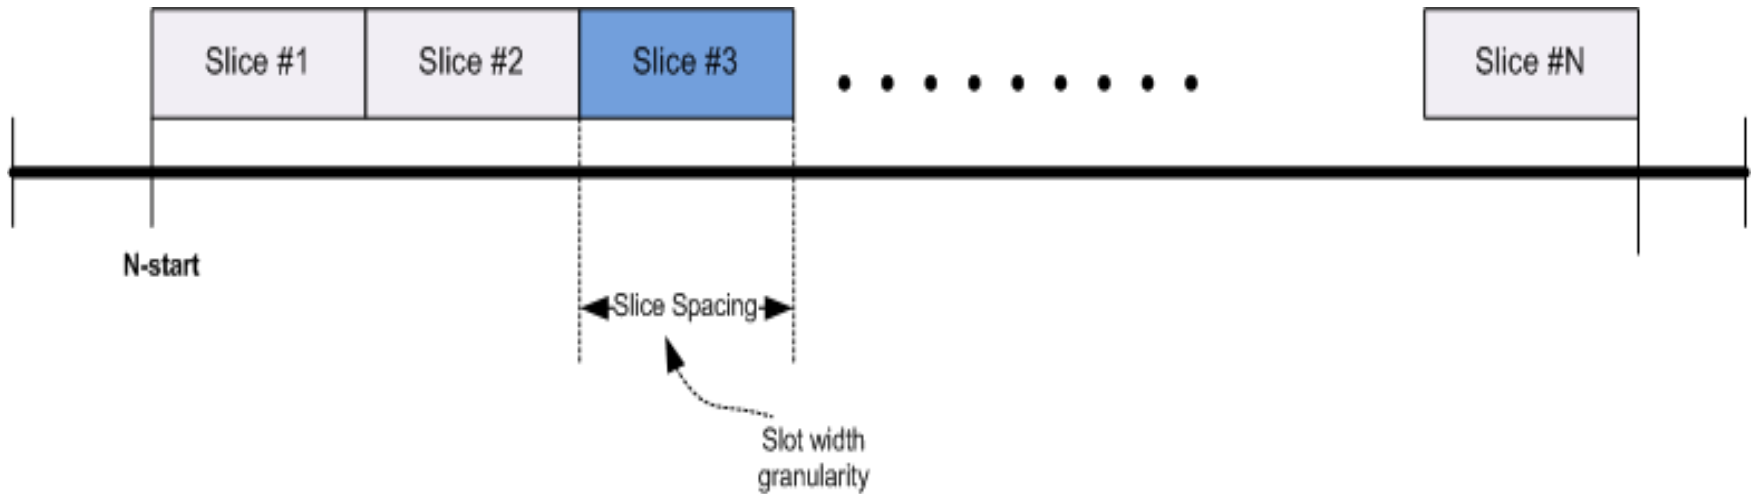 Slice #1
Slice #2
Slice #3
Slice #N
N-start
Slice Spacing
Slot width
granularity